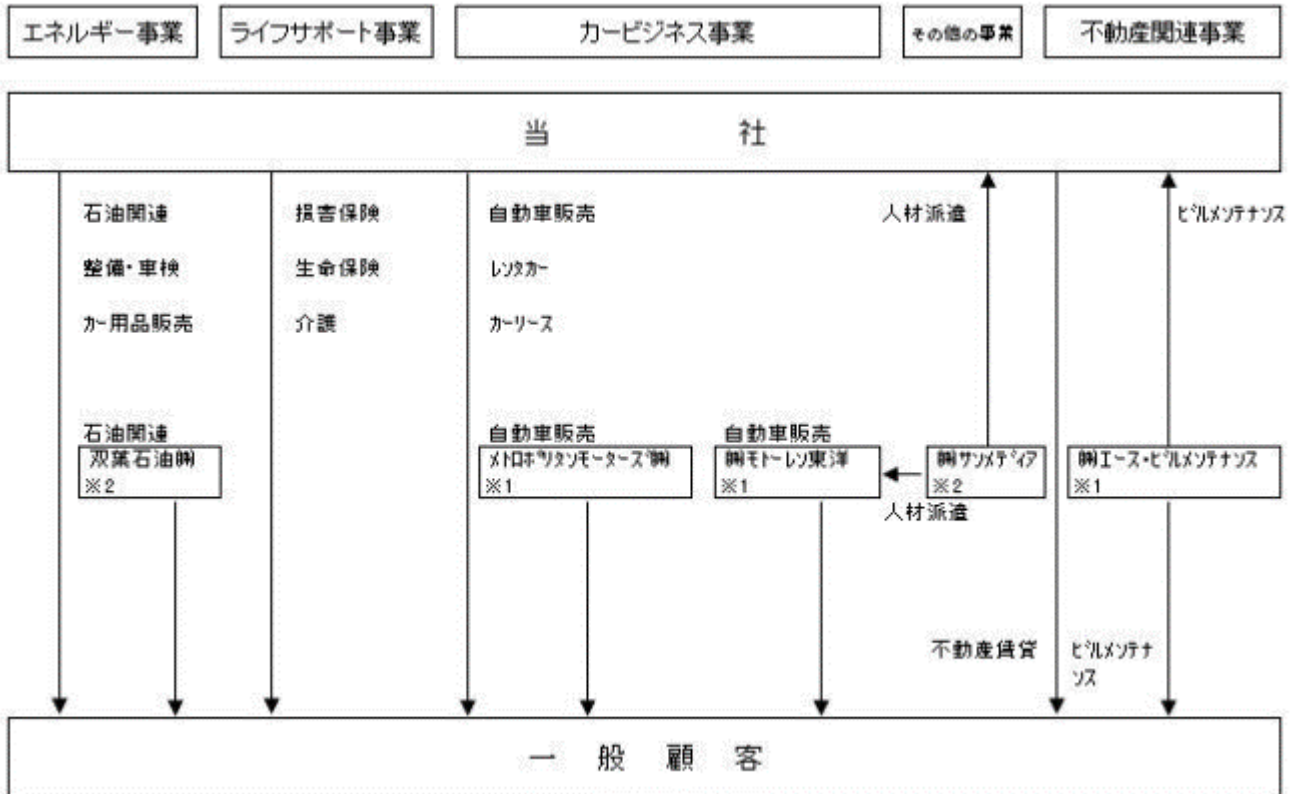 エネルギー事業
ライフサポート事業
カービジネス事業
その他の事業
不動産関連事業
当社
石油関連
損害保険
自動車販売
人材派遣
ﾋﾞﾙﾒﾝﾃﾅﾝｽ
整備・車検
生命保険
ﾚﾝﾀｶｰ
ｶｰ用品販売
介護
ｶｰﾘｰｽ
石油関連
自動車販売
自動車販売
双葉石油㈱
※2
ﾒﾄﾛﾎﾟﾘﾀﾝﾓｰﾀｰｽﾞ㈱
※1
㈱ﾓﾄｰﾚﾝ東洋
※1
㈱ｻﾝﾒﾃﾞｨｱ
※2
㈱ｴｰｽ・ﾋﾞﾙﾒﾝﾃﾅﾝｽ
※1
人材派遣
不動産賃貸
ﾋﾞﾙﾒﾝﾃﾅ
ﾝｽ
一般顧客